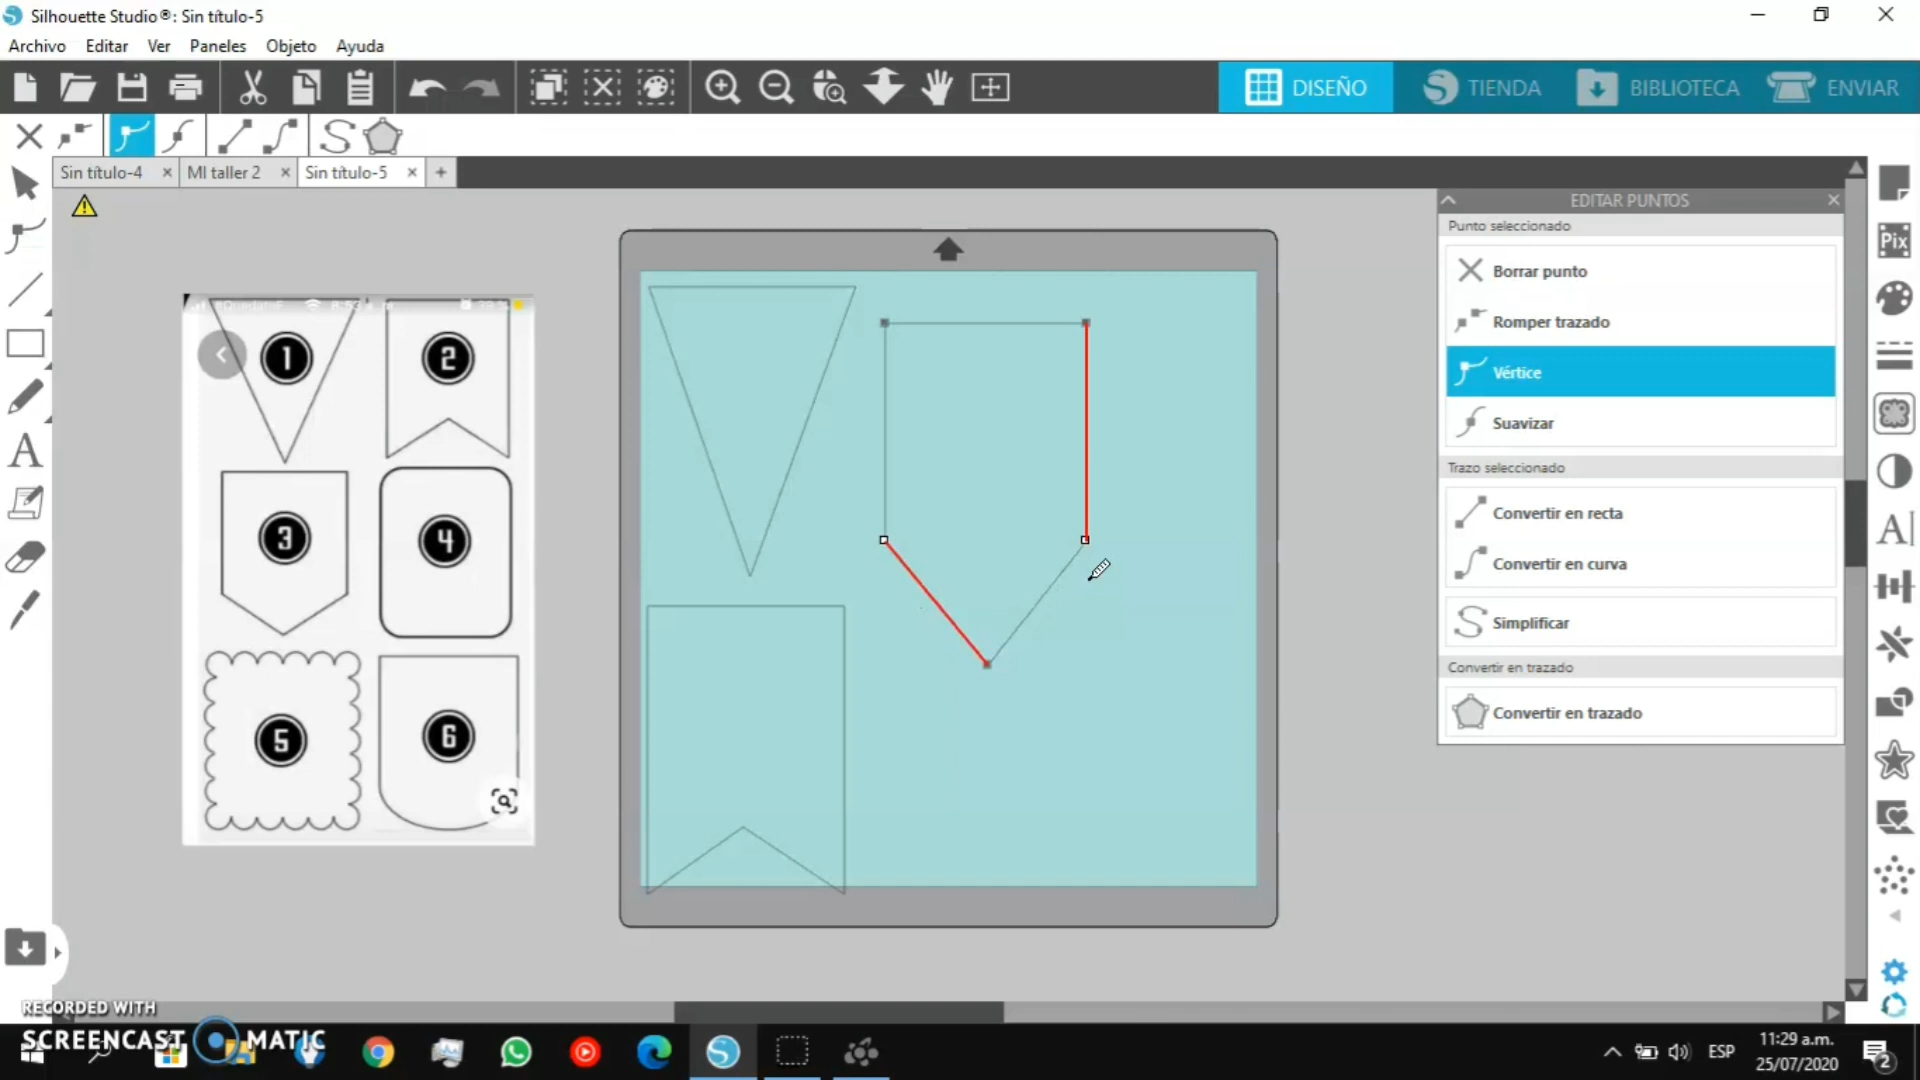 Silhouette Studio®: Sin título-5
Archivo Editar Ver Paneles Objeto Ayuda
DISEÑO TIENDA BIBLIOTECA ENVIAR
Sin título-4 MI taller 2 Sin título-5
EDITAR PUNTOS
Punto seleccionado
Borrar punto
Romper trazado
Vértice
Suavizar
Trazo seleccionado
Convertir en recta
Convertir en curva
Simplificar
Convertir en trazado
Convertir en trazado
Pix
1 2
3 4
5 6
RECORDED WITH
SCREENCAST MATIC
ESP
11:29 a.m.
25/07/2020
2